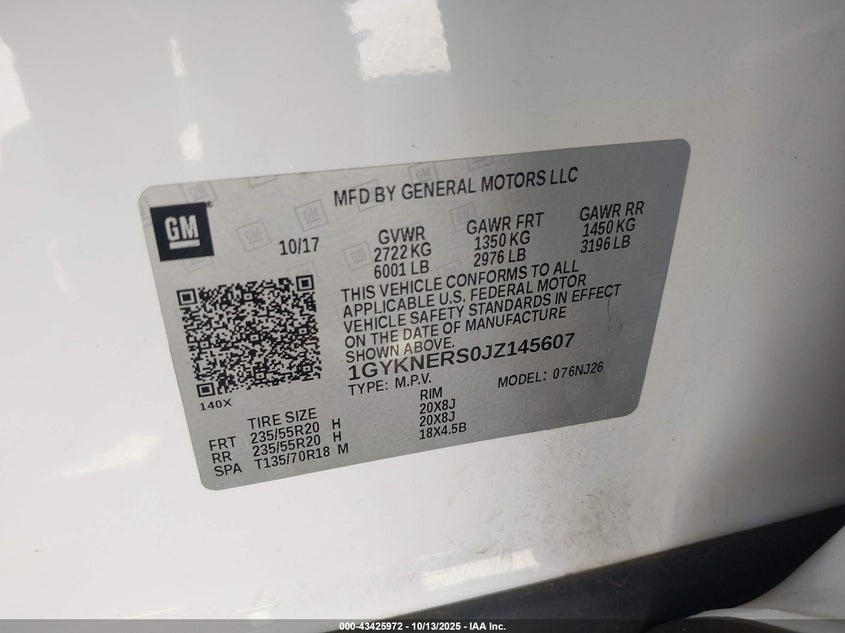 MFD BY GENERAL MOTORS LLC
GM
10/17
GVWR
2722 KG
6001 LB
GAWR FRT
1350 KG
2976 LB
GAWR RR
1450 KG
3196 LB
THIS VEHICLE CONFORMS TO ALL
APPLICABLE U.S. FEDERAL MOTOR
VEHICLE SAFETY STANDARDS IN EFFECT
ON THE DATE OF MANUFACTURE
SHOWN ABOVE.
1GYKNERS0JZ145607
TYPE: M.P.V.
MODEL: 076NJ26
140X
TIRE SIZE
RIM
FRT 235/55R20 H 20X8J
RR 235/55R20 H 20X8J
SPA T135/70R18 M 18X4.5B
000-43425972 - 10/13/2025 - IAA Inc.